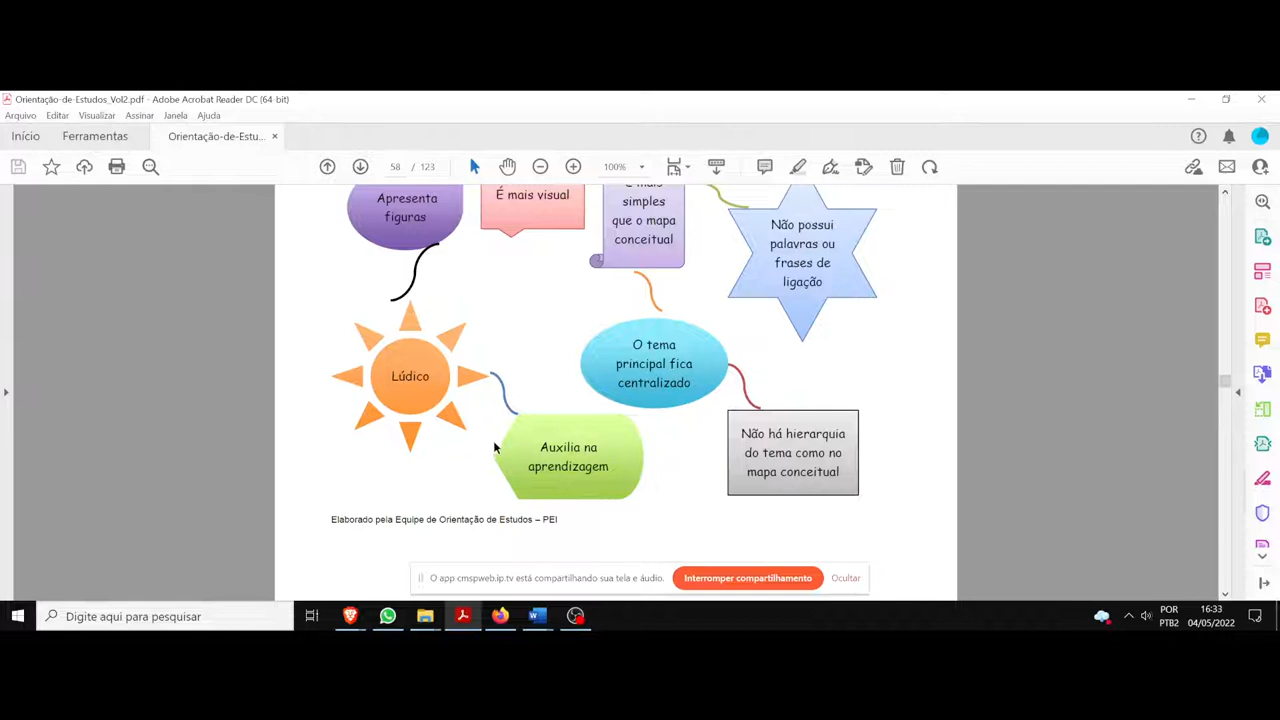 Orientação-de-Estudos_Vol2.pdf - Adobe Acrobat Reader DC (64-bit)
Arquivo Editar Visualizar Assinar Janela Ajuda
Início Ferramentas Orientação-de-Estu... ×
58 / 123 100%
Apresenta
figuras
É mais visual
É mais
simples
que o mapa
conceitual
Não possui
palavras ou
frases de
ligação
Lúdico
O tema
principal fica
centralizado
Auxilia na
aprendizagem
Não há hierarquia
do tema como no
mapa conceitual
Elaborado pela Equipe de Orientação de Estudos – PEI
O app cmspweb.ip.tv está compartilhando sua tela e áudio. Interromper compartilhamento Ocultar
Digite aqui para pesquisar
POR
PTB2
16:33
04/05/2022